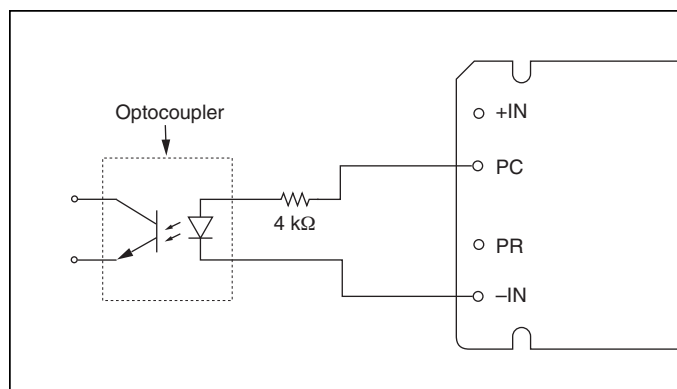 Optocoupler
4 kΩ
+IN
PC
PR
–IN